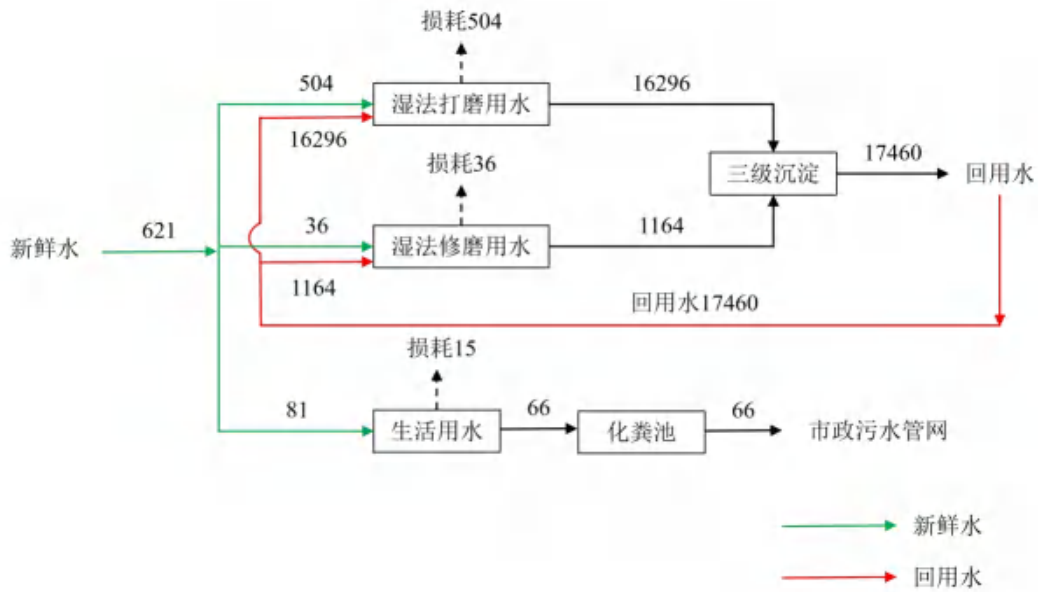 损耗504
504
湿法打磨用水
16296
16296
三级沉淀
17460
回用水
损耗36
新鲜水
621
36
湿法修磨用水
1164
1164
回用水17460
损耗15
81
生活用水
66
化粪池
66
市政污水管网
新鲜水
回用水